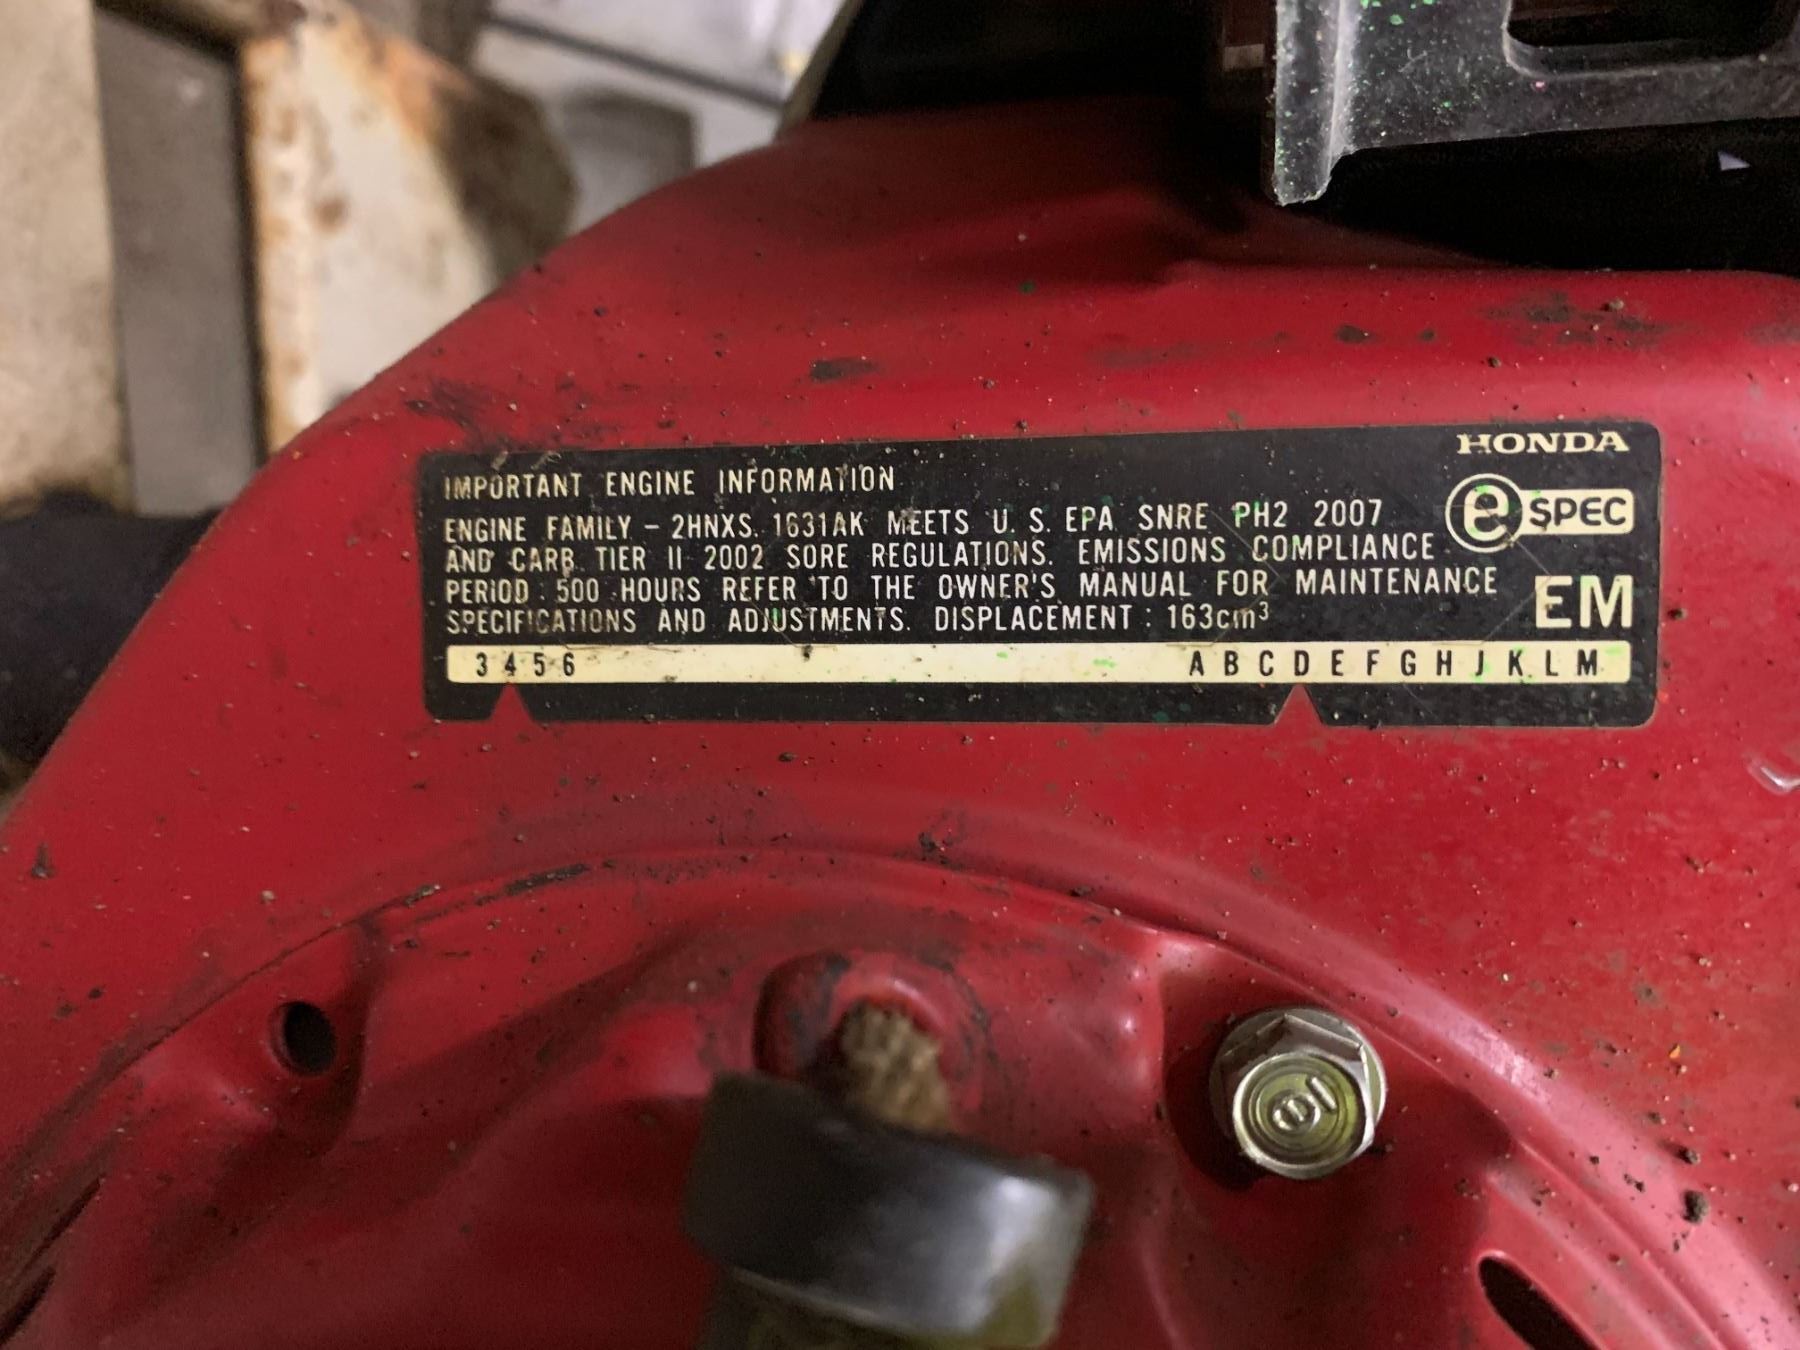 HONDA
e SPEC
IMPORTANT ENGINE INFORMATION
ENGINE FAMILY - 2HNXS. 1631AK MEETS U. S. EPA SNRE PH2 2007
AND CARB TIER II 2002 SORE REGULATIONS. EMISSIONS COMPLIANCE
PERIOD : 500 HOURS REFER TO THE OWNER'S MANUAL FOR MAINTENANCE
SPECIFICATIONS AND ADJUSTMENTS. DISPLACEMENT : 163cm³
EM
3 4 5 6 A B C D E F G H J K L M